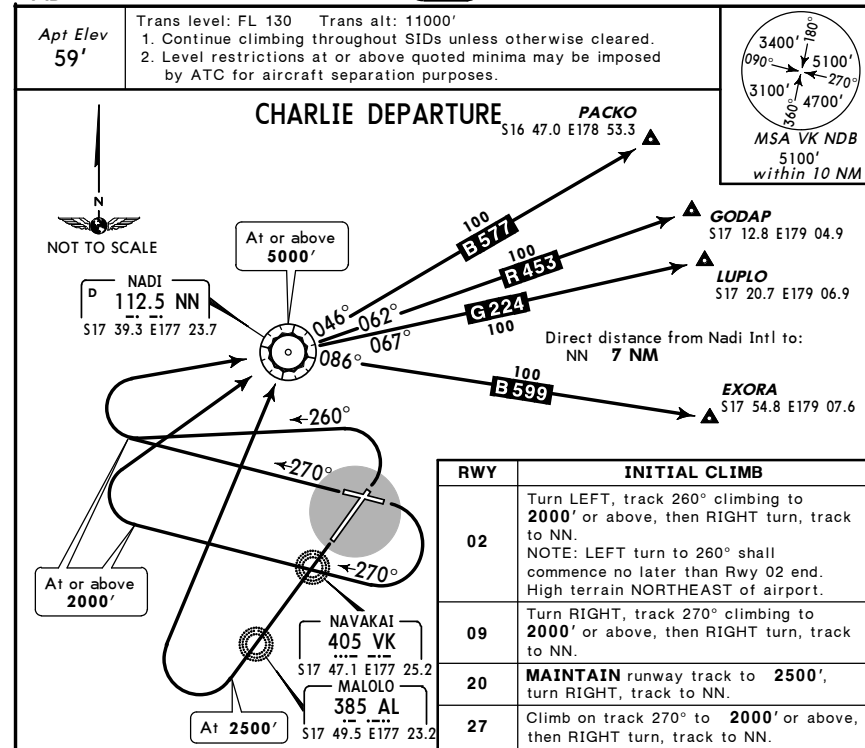 Apt Elev
59'
Trans level: FL 130 Trans alt: 11000'
1. Continue climbing throughout SIDs unless otherwise cleared.
2. Level restrictions at or above quoted minima may be imposed
by ATC for aircraft separation purposes.
3400'
180°
090°
5100'
270°
3100'
4700'
360°
MSA VK NDB
5100'
within 10 NM
CHARLIE DEPARTURE
PACKO
S16 47.0 E178 53.3
N
NOT TO SCALE
At or above
5000'
100
B 577
GODAP
S17 12.8 E179 04.9
100
R 453
LUPLO
S17 20.7 E179 06.9
G 224
100
NADI
D 112.5 NN
S17 39.3 E177 23.7
046°
062°
067°
086°
Direct distance from Nadi Intl to:
NN 7 NM
100
B 599
EXORA
S17 54.8 E179 07.6
260°
270°
270°
At or above
2000'
NAVAKAI
405 VK
S17 47.1 E177 25.2
MALOLO
385 AL
S17 49.5 E177 23.2
At 2500'
RWY INITIAL CLIMB
02
Turn LEFT, track 260° climbing to
2000' or above, then RIGHT turn, track
to NN.
NOTE: LEFT turn to 260° shall
commence no later than Rwy 02 end.
High terrain NORTHEAST of airport.
09
Turn RIGHT, track 270° climbing to
2000' or above, then RIGHT turn, track
to NN.
20
MAINTAIN runway track to 2500',
turn RIGHT, track to NN.
27
Climb on track 270° to 2000' or above,
then RIGHT turn, track to NN.